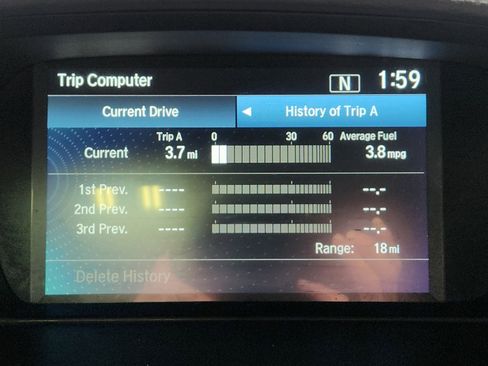 Trip Computer N 1:59
Current Drive ◄ History of Trip A
Trip A 0 30 60 Average Fuel
Current 3.7 mi 3.8 mpg
1st Prev. ---- --.-
2nd Prev. ---- --.-
3rd Prev. ---- --.-
Range: 18 mi
Delete History